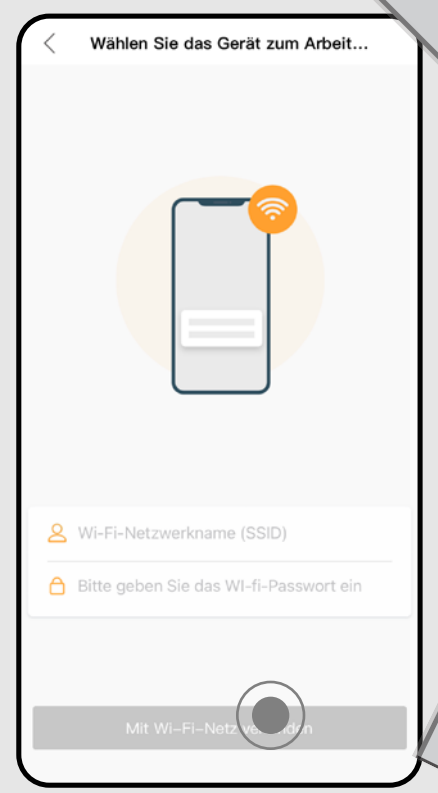 Wählen Sie das Gerät zum Arbeit...
Wi-Fi-Netzwerkname (SSID)
Bitte geben Sie das WI-fi-Passwort ein
Mit Wi-Fi-Netz